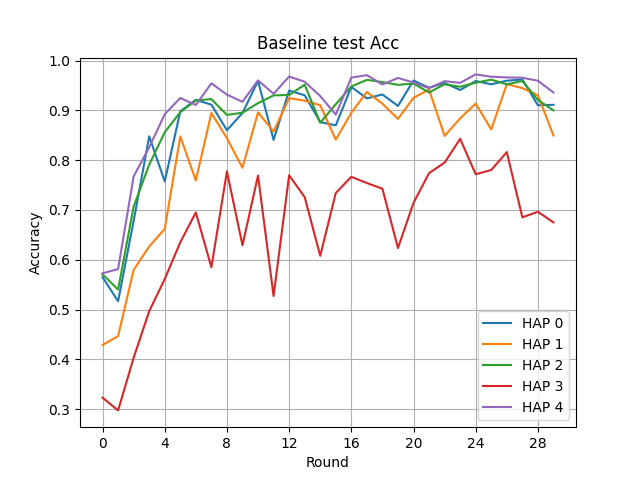 Baseline test Acc
Accuracy
1.0
0.9
0.8
0.7
0.6
0.5
0.4
0.3
HAP 0
HAP 1
HAP 2
HAP 3
HAP 4
0 4 8 12 16 20 24 28
Round